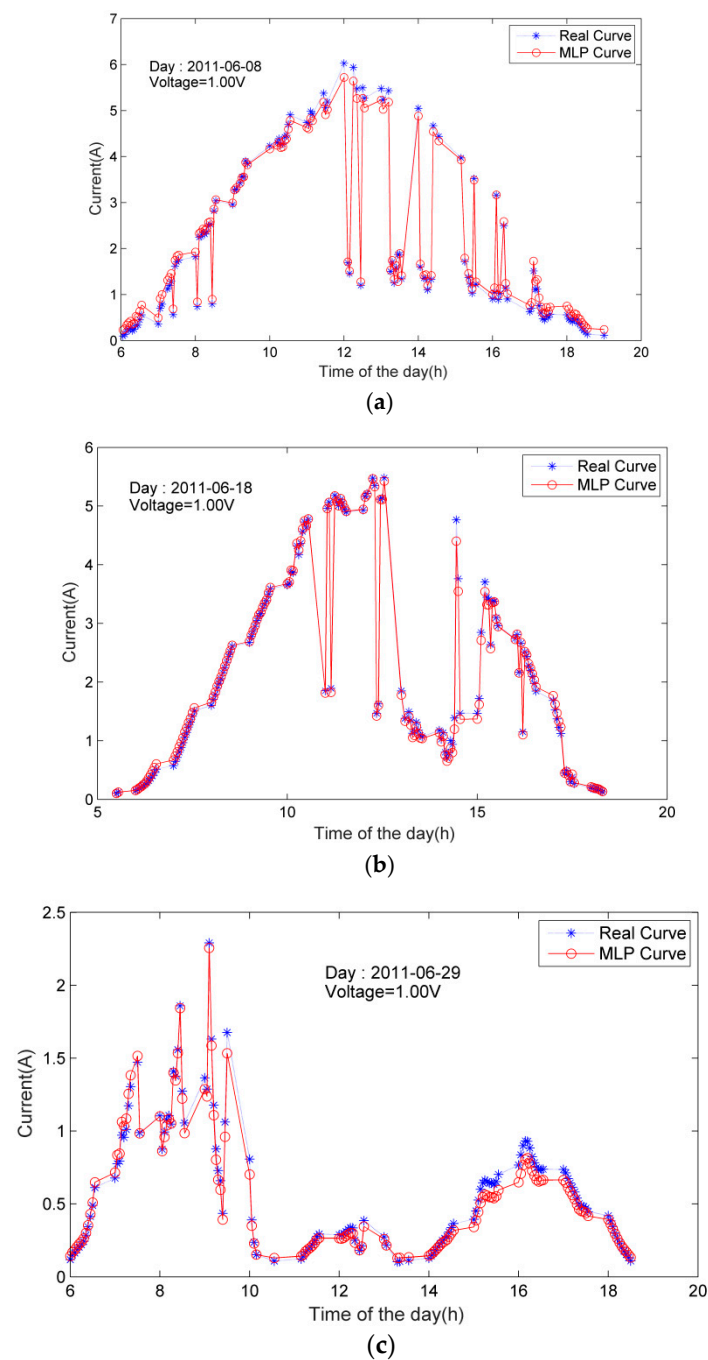 7
6
5
4
3
2
1
0
Current(A)
Day : 2011-06-08
Voltage=1.00V
Real Curve
MLP Curve
6 8 10 12 14 16 18 20
Time of the day(h)
(a)
6
5
4
3
2
1
0
Current(A)
Day : 2011-06-18
Voltage=1.00V
Real Curve
MLP Curve
5 10 15 20
Time of the day(h)
(b)
2.5
2
1.5
1
0.5
0
Current(A)
Day : 2011-06-29
Voltage=1.00V
Real Curve
MLP Curve
6 8 10 12 14 16 18 20
Time of the day(h)
(c)